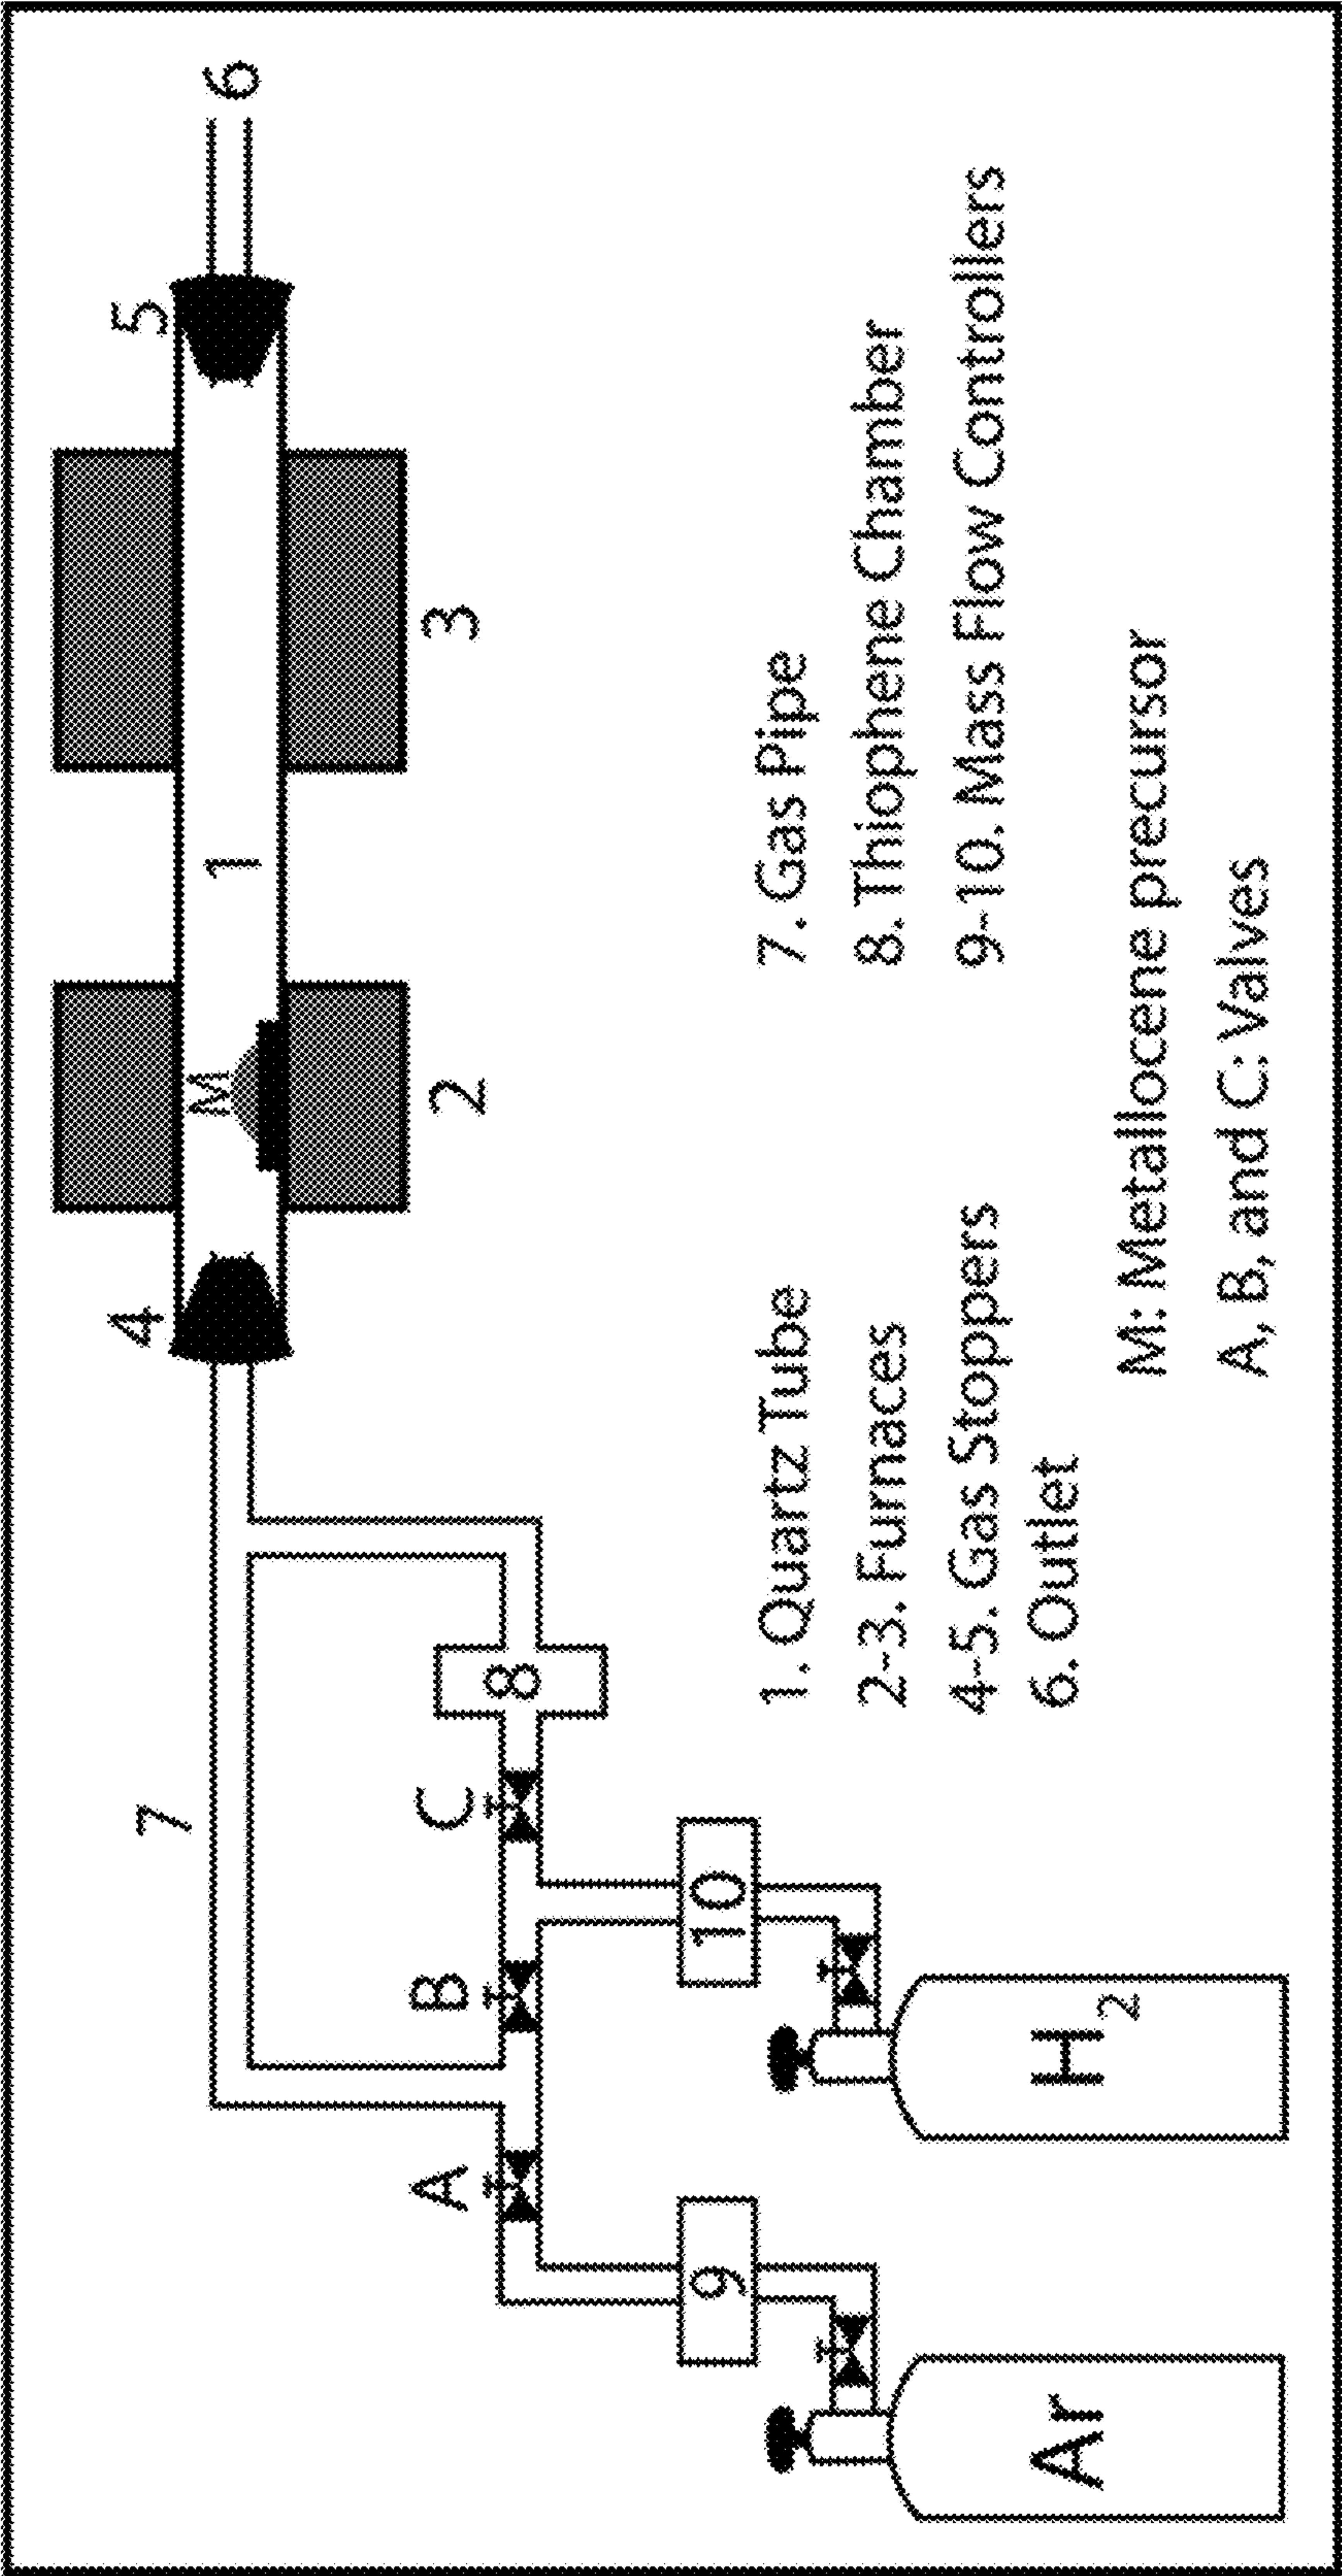 4
5
6
M
1
7
2
3
A
B
C
8
9
10
Ar
H2
1. Quartz Tube
2-3. Furnaces
4-5. Gas Stoppers
6. Outlet
7. Gas Pipe
8. Thiophene Chamber
9-10. Mass Flow Controllers
M: Metallocene precursor
A, B, and C: Valves